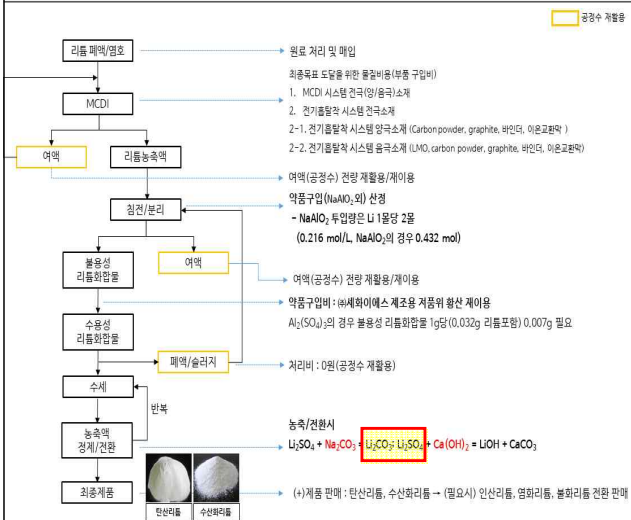 공정수 재활용
리튬 폐액/염호
원료 처리 및 매입
최종목표 도달을 위한 물질비용(부품 구입비)
1. MCDI 시스템 전극(양/음극)소재
2. 전기흡탈착 시스템 전극소재
2-1. 전기흡탈착 시스템 양극소재 (Carbon powder, graphite, 바인더, 이온교환막 )
2-2. 전기흡탈착 시스템 음극소재 (LMO, carbon powder, graphite, 바인더, 이온교환막)
MCDI
여액
리튬농축액
여액(공정수) 전량 재활용/재이용
약품구입(NaAlO₂외) 산정
- NaAlO₂ 투입량은 Li 1몰당 2몰
(0.216 mol/L, NaAlO₂의 경우 0.432 mol)
침전/분리
불용성
리튬화합물
여액
여액(공정수) 전량 재활용/재이용
약품구입비 : ㈜세화이에스 제조용 저품위 황산 재이용
Al₂(SO₄)₃의 경우 불용성 리튬화합물 1g당(0.032g 리튬포함) 0.007g 필요
수용성
리튬화합물
폐액/슬러지
처리비 : 0원(공정수 재활용)
수세
반복
농축액
정제/전환
농축/전환시
Li₂SO₄ + Na₂CO₃ = Li₂CO₃: Li₂SO₄ + Ca(OH)₂ = LiOH + CaCO₃
최종제품
탄산리튬
수산화리튬
(+)제품 판매 : 탄산리튬, 수산화리튬 → (필요시) 인산리튬, 염화리튬, 불화리튬 전환 판매